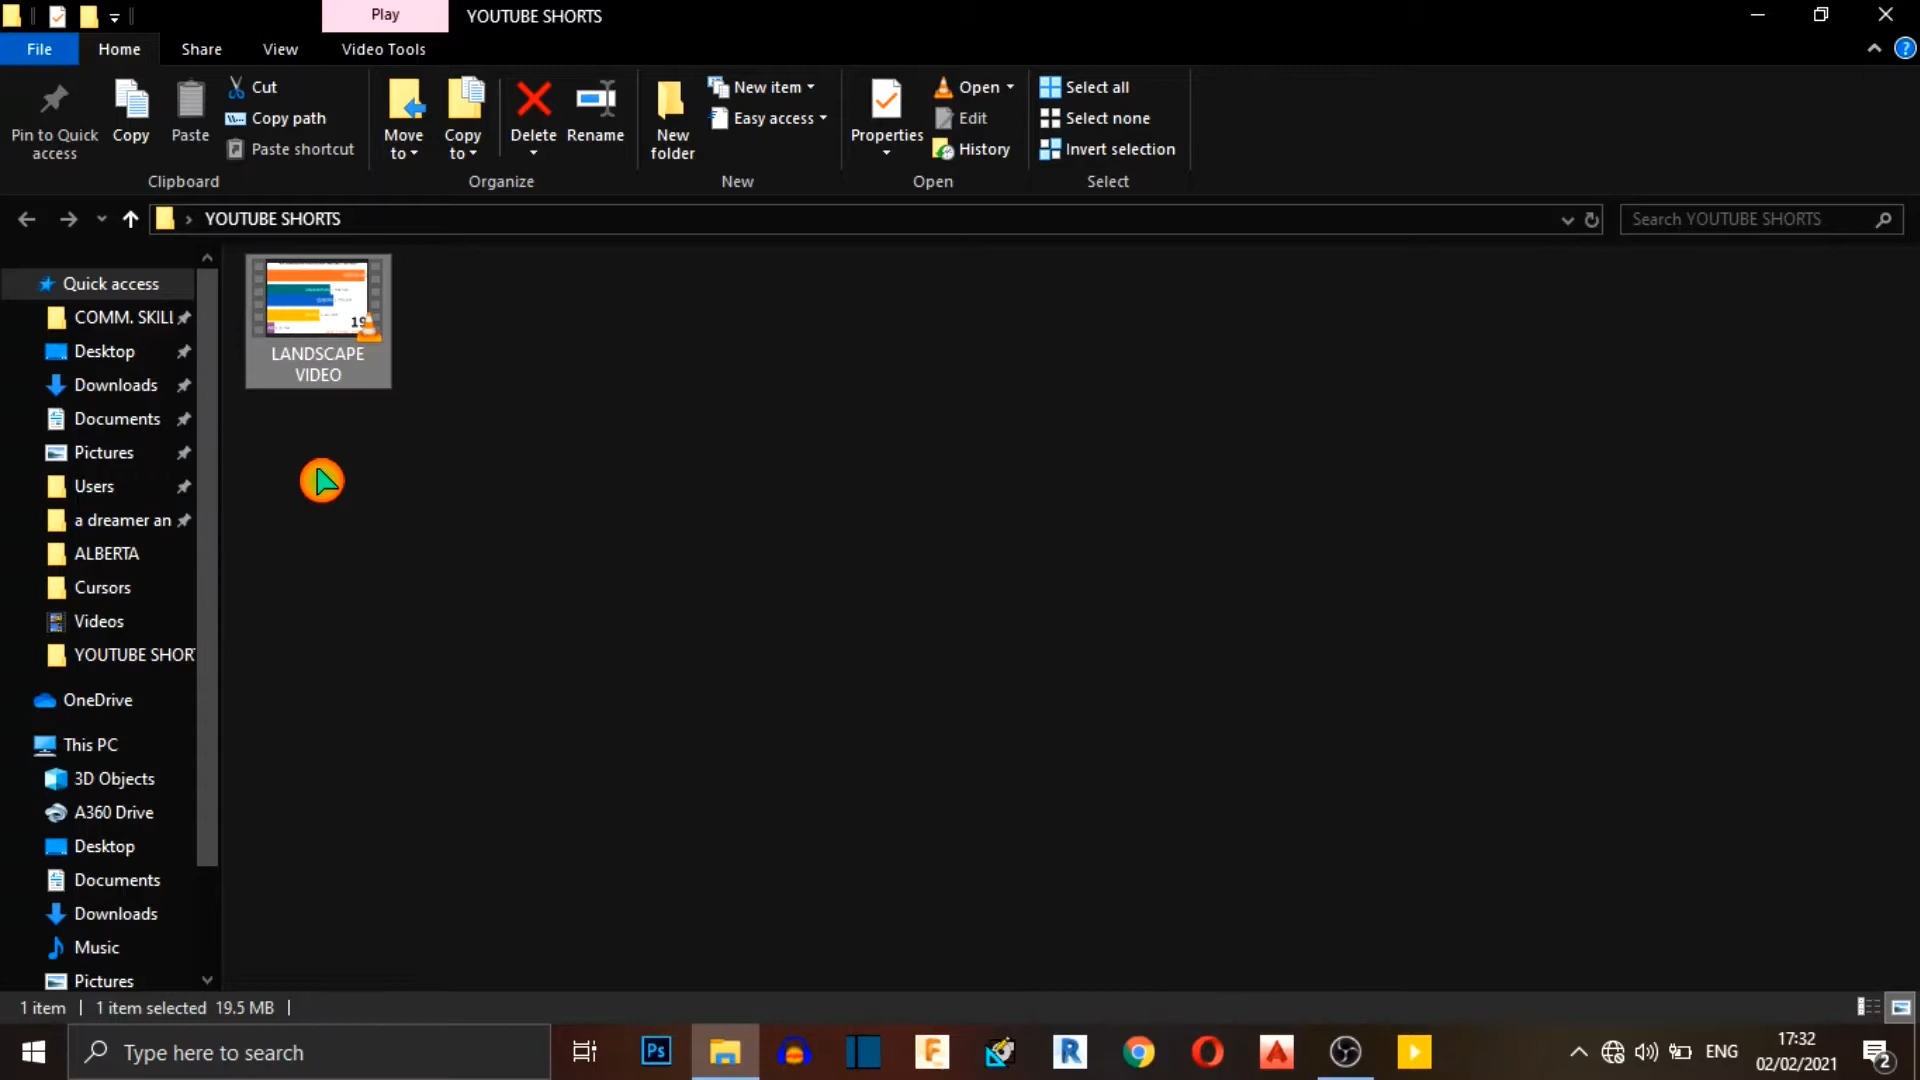 Play
YOUTUBE SHORTS
File
Home
Share
View
Video Tools
Pin to Quick
access
Copy
Paste
Cut
Copy path
Paste shortcut
Clipboard
Move
to
Copy
to
Delete
Rename
Organize
New
folder
New item
Easy access
New
Properties
Open
Edit
History
Open
Select all
Select none
Invert selection
Select
YOUTUBE SHORTS
Search YOUTUBE SHORTS
Quick access
COMM. SKILL
Desktop
Downloads
Documents
Pictures
Users
a dreamer an
ALBERTA
Cursors
Videos
YOUTUBE SHOR
OneDrive
This PC
3D Objects
A360 Drive
Desktop
Documents
Downloads
Music
Pictures
19
LANDSCAPE
VIDEO
1 item
1 item selected 19.5 MB
Type here to search
Ps
F
R
ENG
17:32
02/02/2021
2